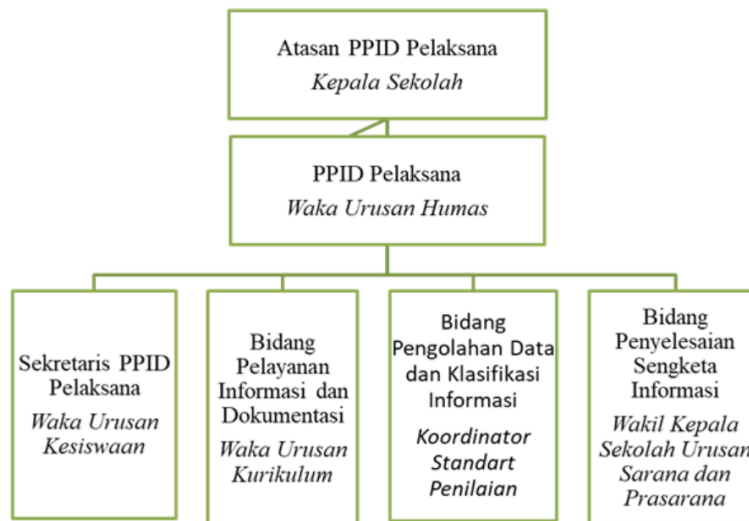 Atasan PPID Pelaksana
Kepala Sekolah
PPID Pelaksana
Waka Urusan Humas
Sekretaris PPID
Pelaksana
Waka Urusan
Kesiswaan
Bidang
Pelayanan
Informasi dan
Dokumentasi
Waka Urusan
Kurikulum
Bidang
Pengolahan Data
dan Klasifikasi
Informasi
Koordinator
Standart
Penilaian
Bidang
Penyelesaian
Sengketa
Informasi
Wakil Kepala
Sekolah Urusan
Sarana dan
Prasarana